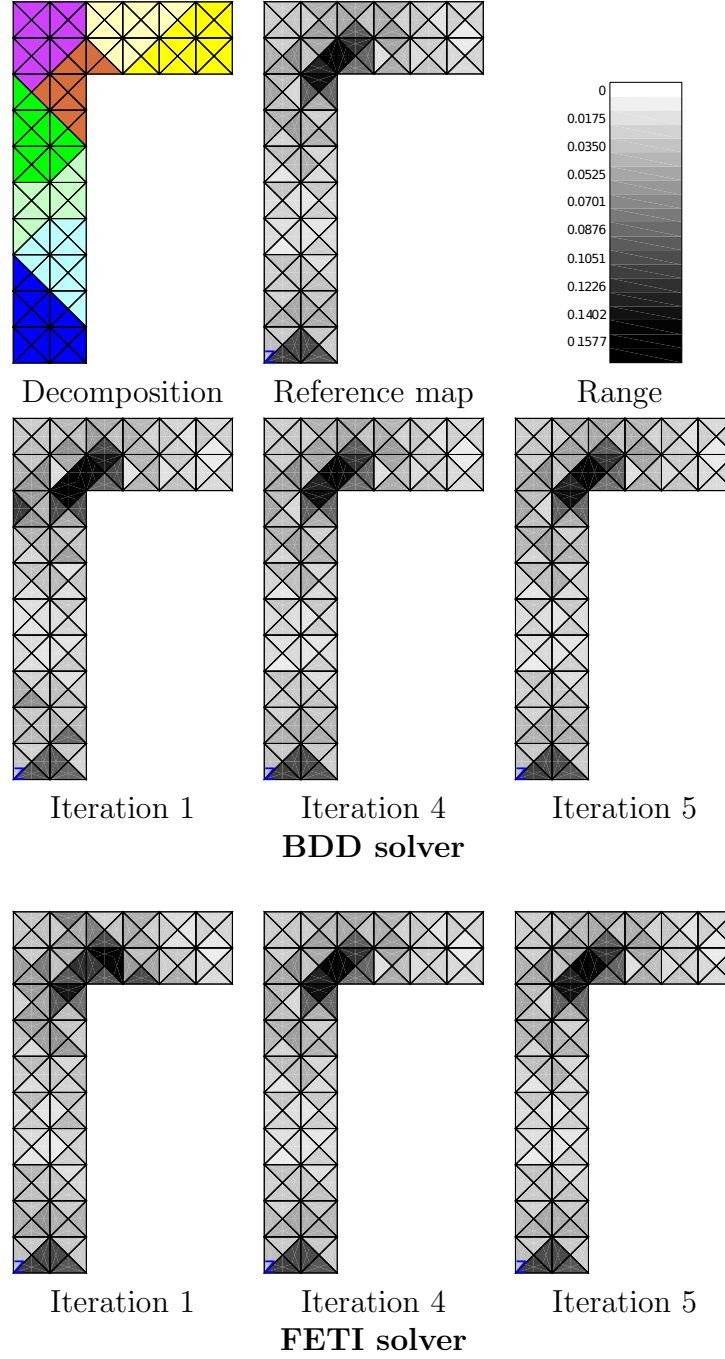 0
0.0175
0.0350
0.0525
0.0701
0.0876
0.1051
0.1226
0.1402
0.1577
Z
Decomposition
Reference map
Range
Z
Z
Z
Iteration 1
Iteration 4
Iteration 5
BDD solver
Z
Z
Z
Iteration 1
Iteration 4
Iteration 5
FETI solver